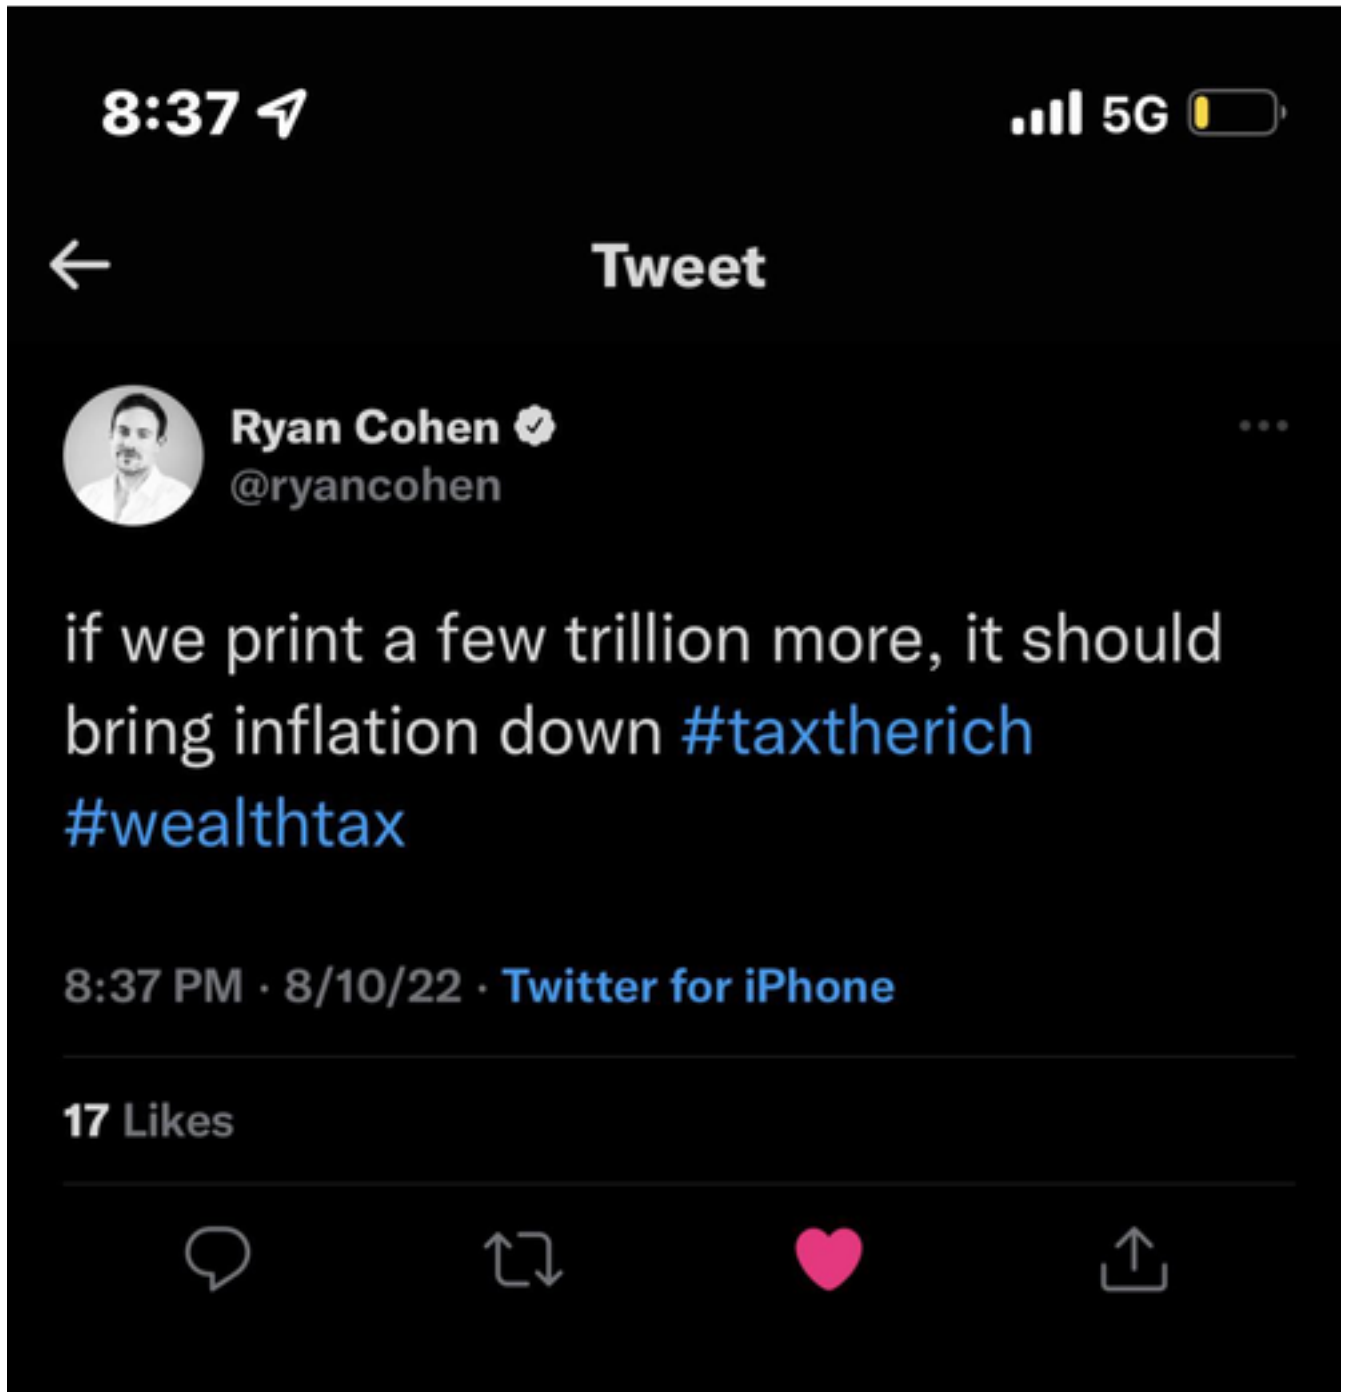 8:37 5G
Tweet
Ryan Cohen
@ryancohen
if we print a few trillion more, it should
bring inflation down #taxtherich
#wealthtax
8:37 PM · 8/10/22 · Twitter for iPhone
17 Likes